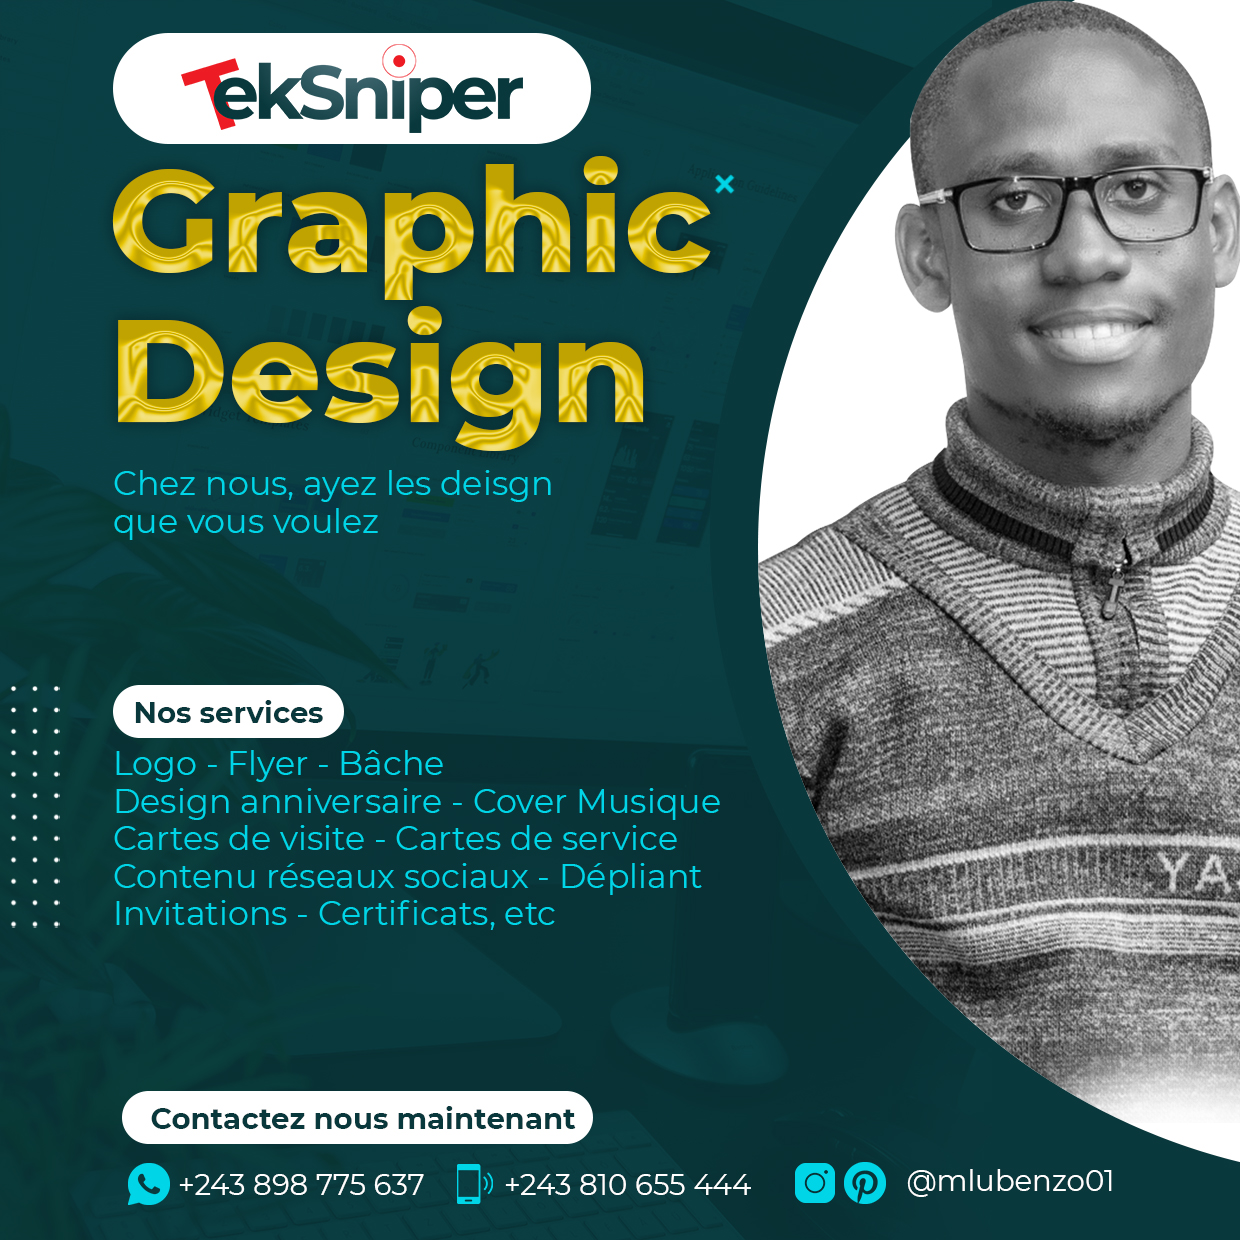 TekSniper
Graphic
Design
Chez nous, ayez les deisgn
que vous voulez
Nos services
Logo - Flyer - Bâche
Design anniversaire - Cover Musique
Cartes de visite - Cartes de service
Contenu réseaux sociaux - Dépliant
Invitations - Certificats, etc
YA
Contactez nous maintenant
+243 898 775 637
+243 810 655 444
@mlubenzo01